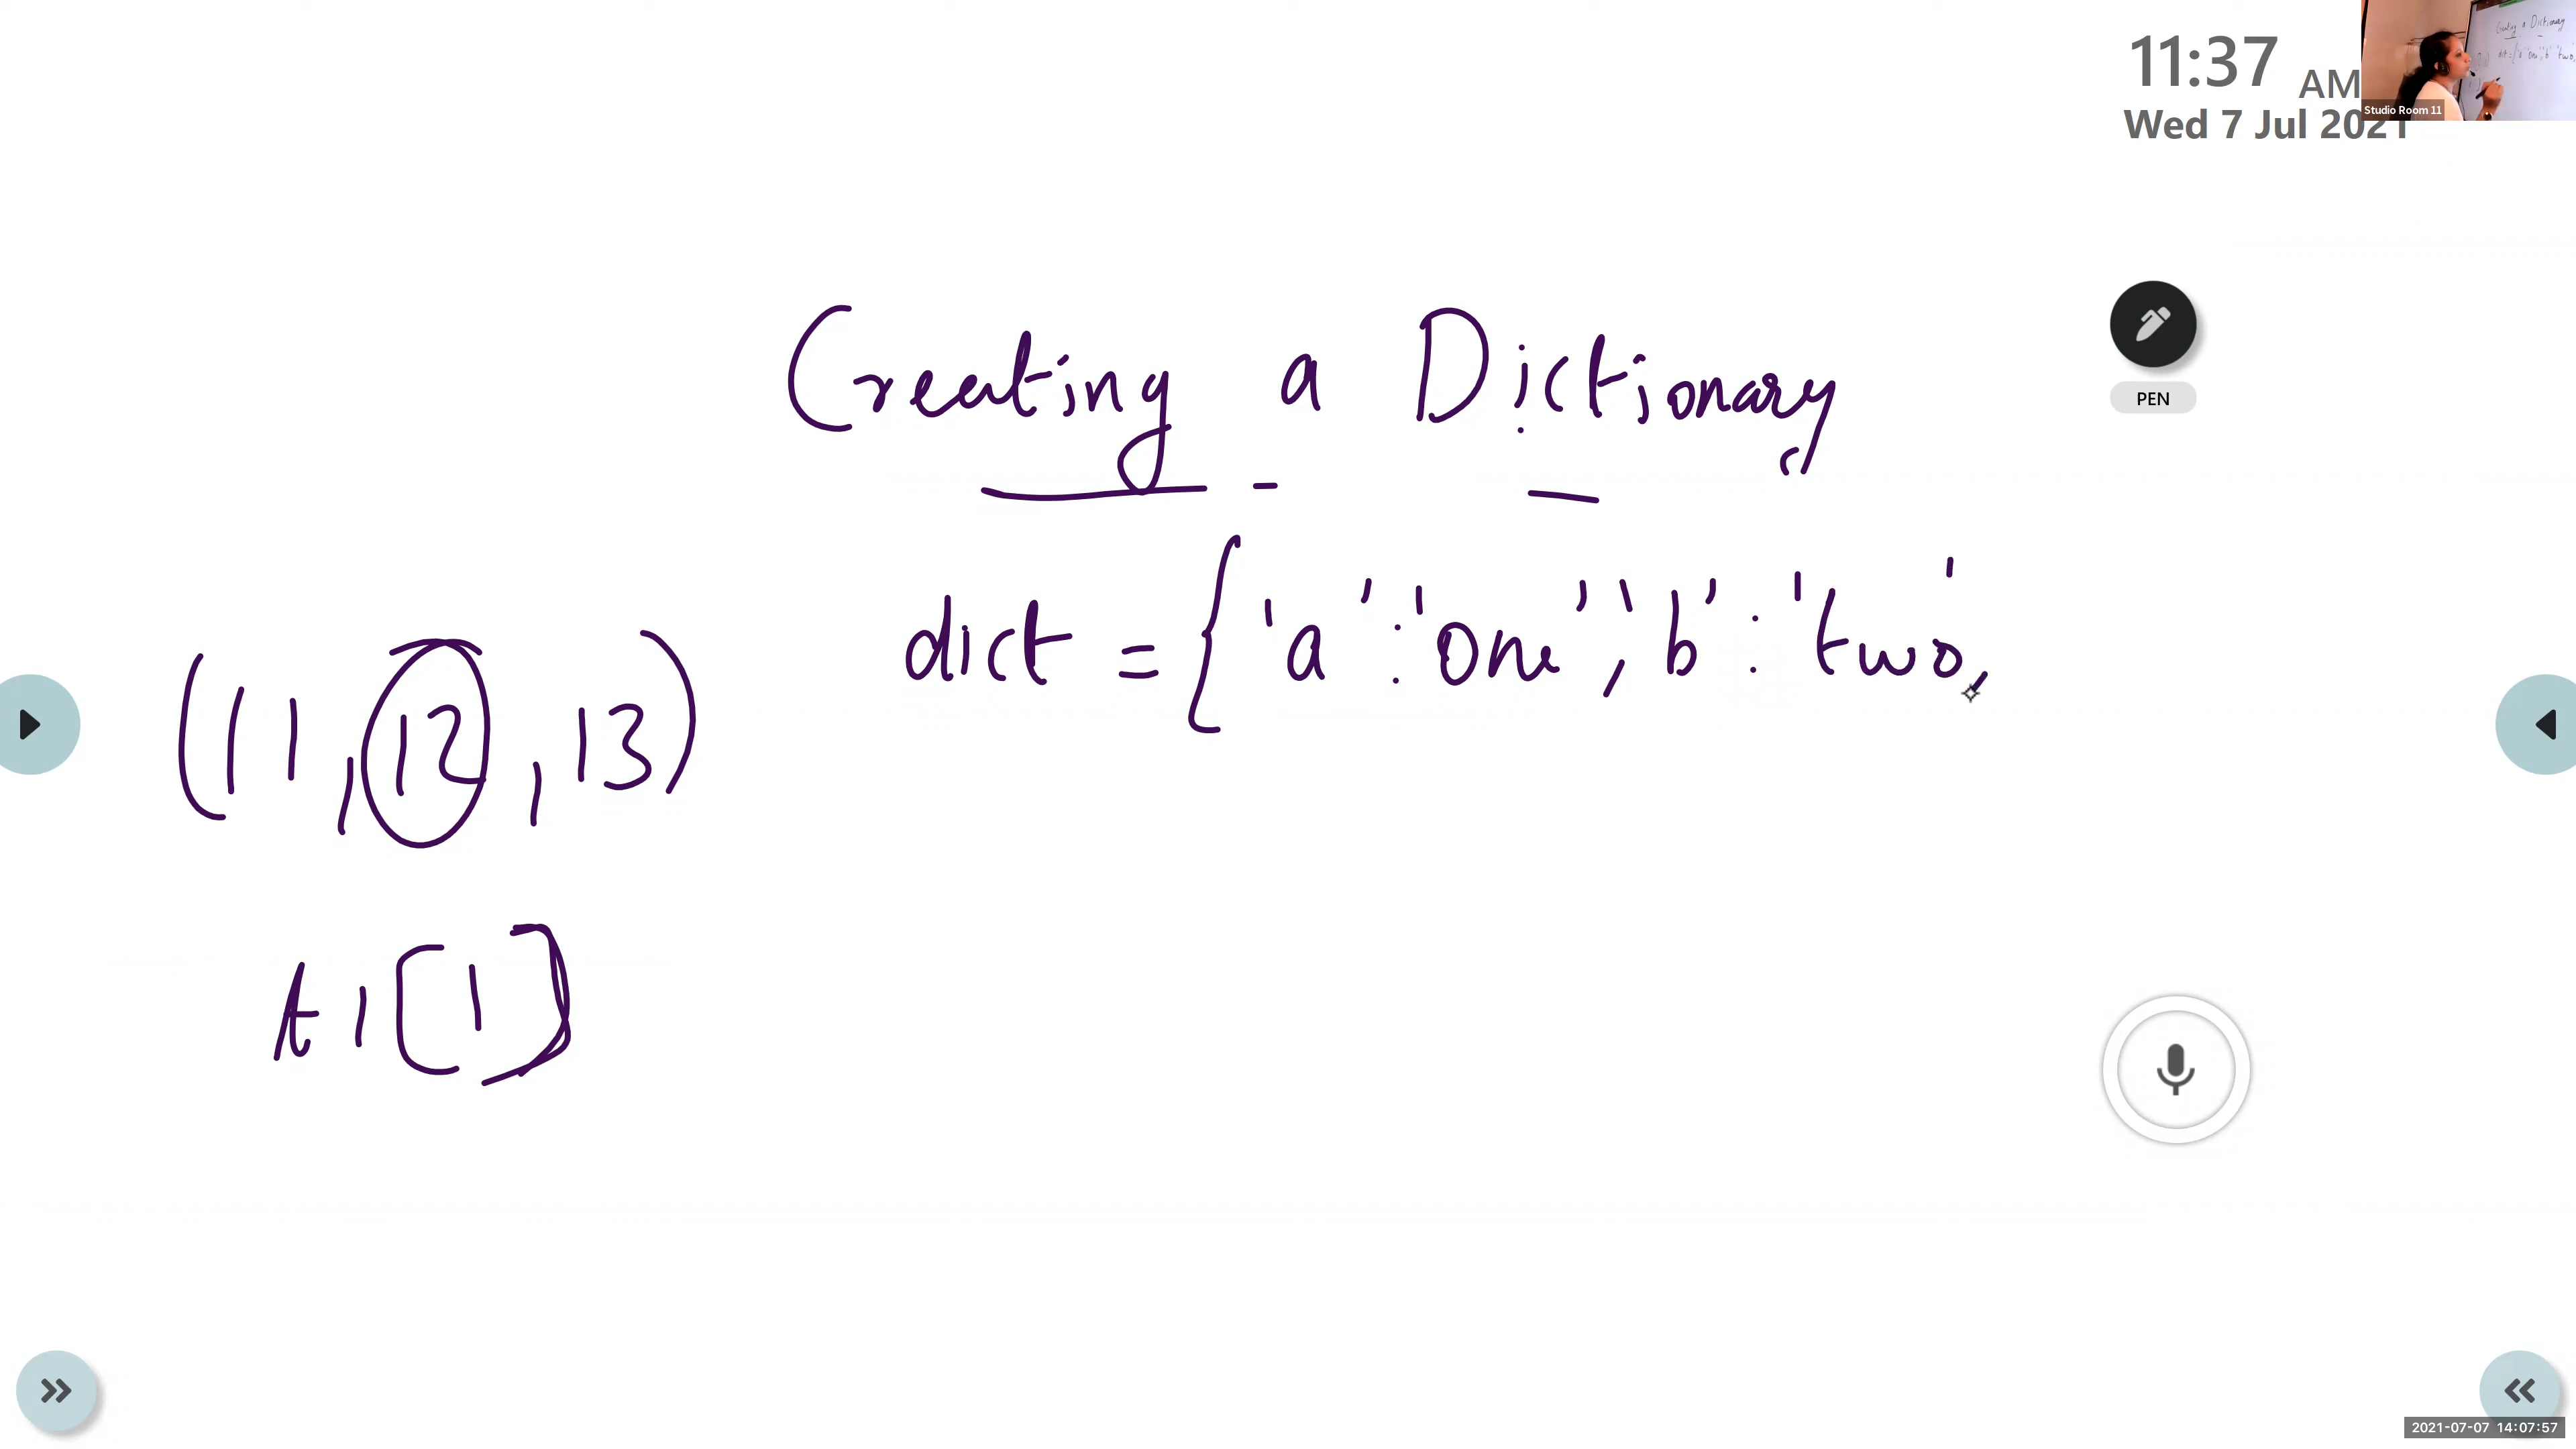 11:37 AM
Wed 7 Jul 2021
Studio Room 11
Creating a Dictionary
PEN
dict = { 'a' : 'one' , 'b' : 'two' ,
(11, 12, 13)
t1[1]
2021-07-07 14:07:57